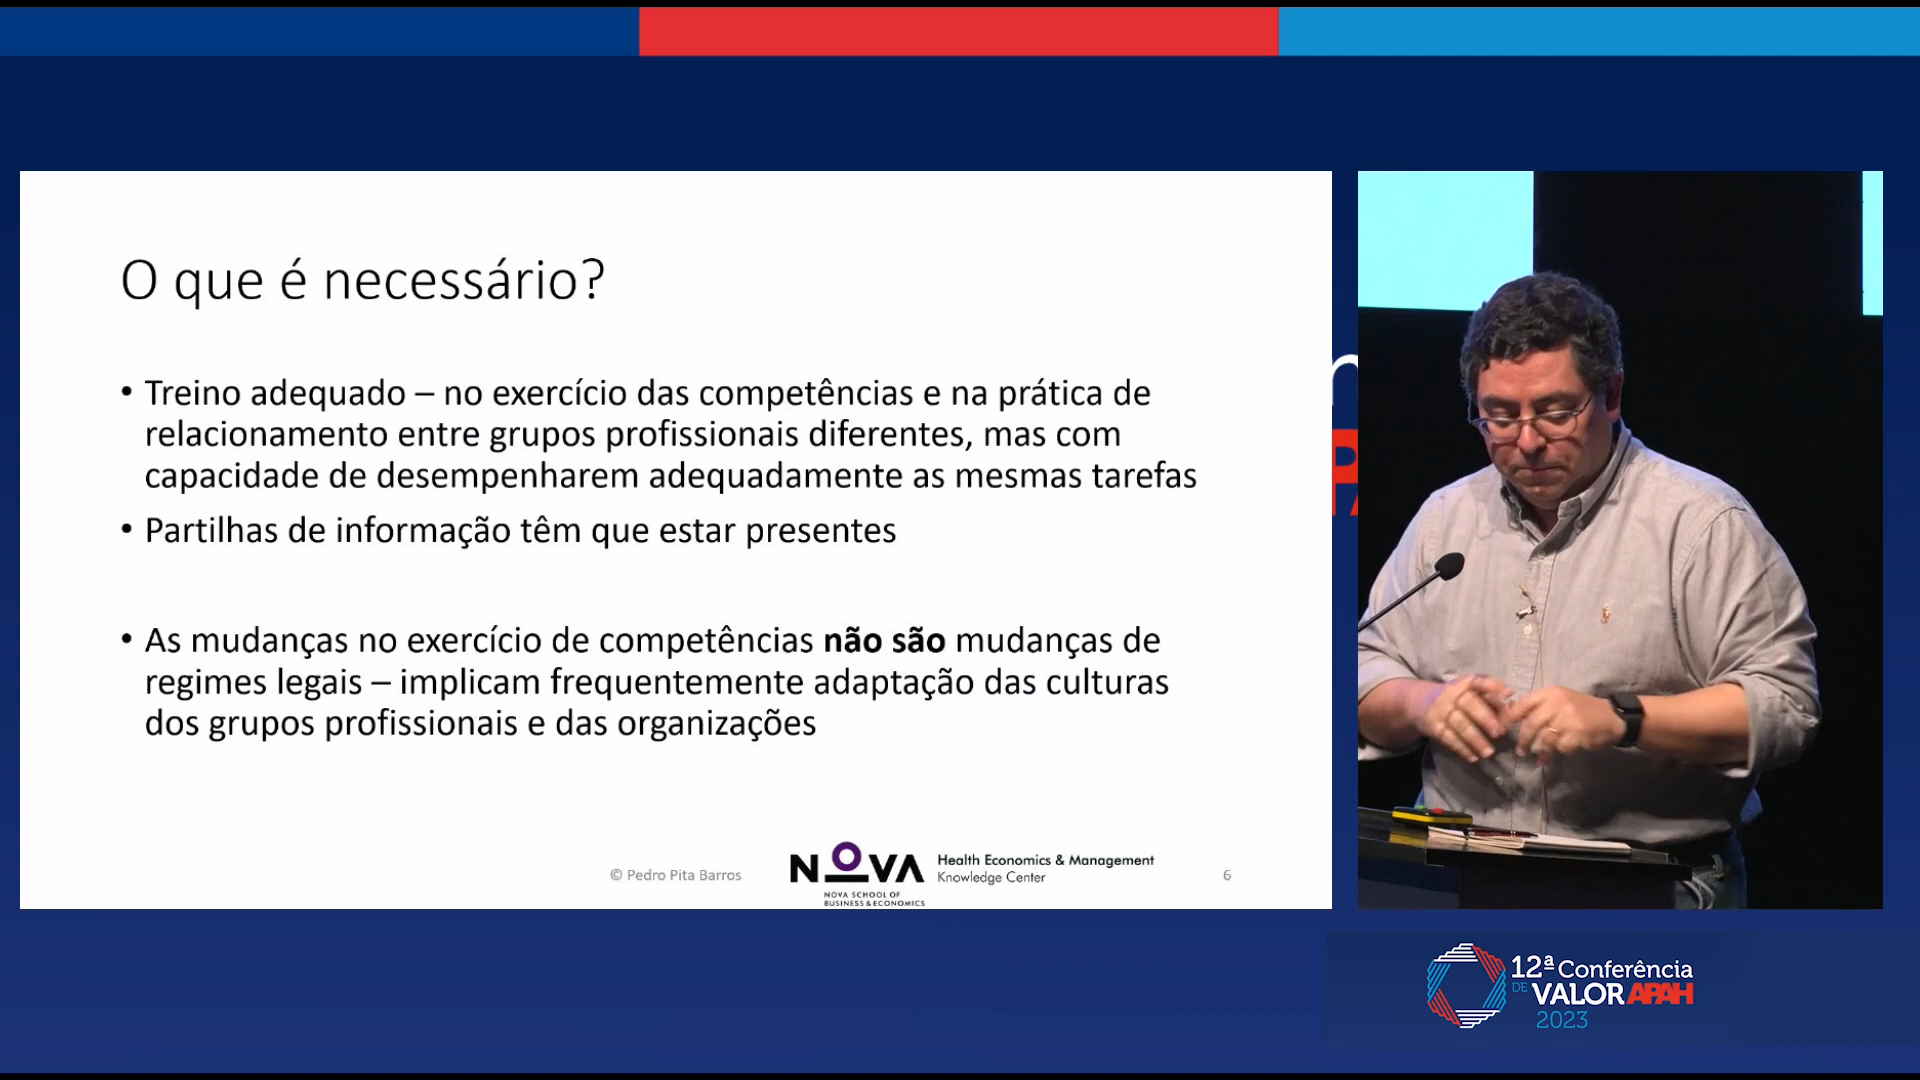 O que é necessário?
• Treino adequado – no exercício das competências e na prática de
relacionamento entre grupos profissionais diferentes, mas com
capacidade de desempenharem adequadamente as mesmas tarefas
• Partilhas de informação têm que estar presentes
• As mudanças no exercício de competências não são mudanças de
regimes legais – implicam frequentemente adaptação das culturas
dos grupos profissionais e das organizações
© Pedro Pita Barros
NOVA
NOVA SCHOOL OF
BUSINESS & ECONOMICS
Health Economics & Management
Knowledge Center
6
12ª Conferência
DE VALOR APAH
2023